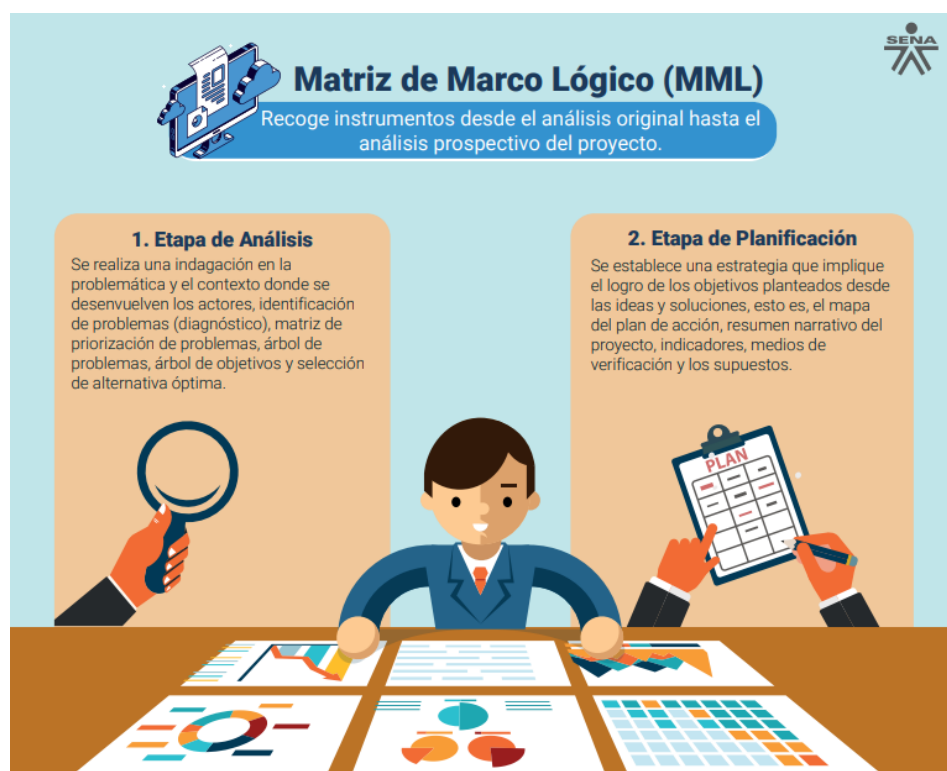 SENA
Matriz de Marco Lógico (MML)
Recoge instrumentos desde el análisis original hasta el
análisis prospectivo del proyecto.
1. Etapa de Análisis
Se realiza una indagación en la
problemática y el contexto donde se
desenvuelven los actores, identificación
de problemas (diagnóstico), matriz de
priorización de problemas, árbol de
problemas, árbol de objetivos y selección
de alternativa óptima.
2. Etapa de Planificación
Se establece una estrategia que implique
el logro de los objetivos planteados desde
las ideas y soluciones, esto es, el mapa
del plan de acción, resumen narrativo del
proyecto, indicadores, medios de
verificación y los supuestos.
PLAN